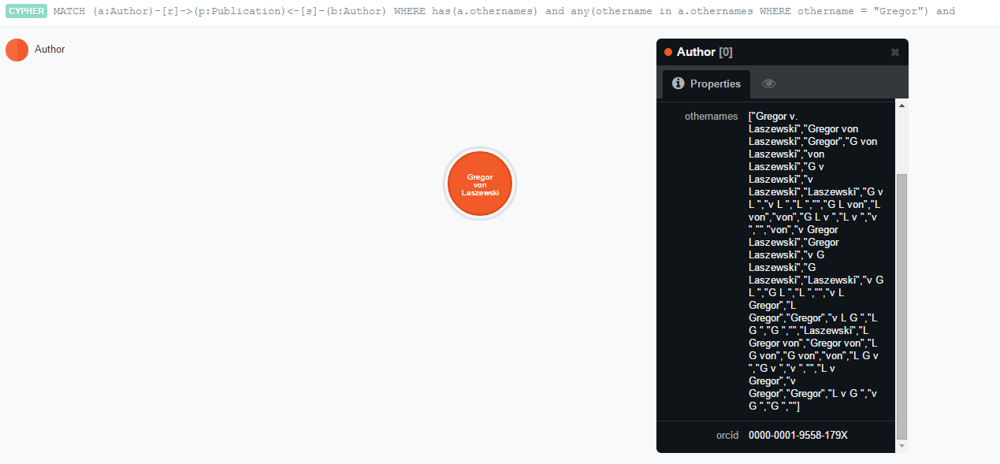 CYPHER MATCH (a:Author)-[r]->(p:Publication)<-[s]-(b:Author) WHERE has(a.othernames) and any(othername in a.othernames WHERE othername = "Gregor") and
Author
Gregor
von
Laszewski
Author [0]
Properties
othernames
["Gregor v.
Laszewski","Gregor von
Laszewski","Gregor","G von
Laszewski","von
Laszewski","G v
Laszewski","v
Laszewski","Laszewski","G v
L ","v L ","L ","","G L von","L
von","von","G L v ","L v ","v
","","von","v Gregor
Laszewski","Gregor
Laszewski","v G
Laszewski","G
Laszewski","Laszewski","v G
L ","G L ","L ","","v L
Gregor","L
Gregor","Gregor","v L G ","L
G ","G ","","Laszewski","L
Gregor von","Gregor von","L
G von","G von","von","L G v
","G v ","v ","","L v
Gregor","v
Gregor","Gregor","L v G ","v
G ","G ",""]
orcid 0000-0001-9558-179X